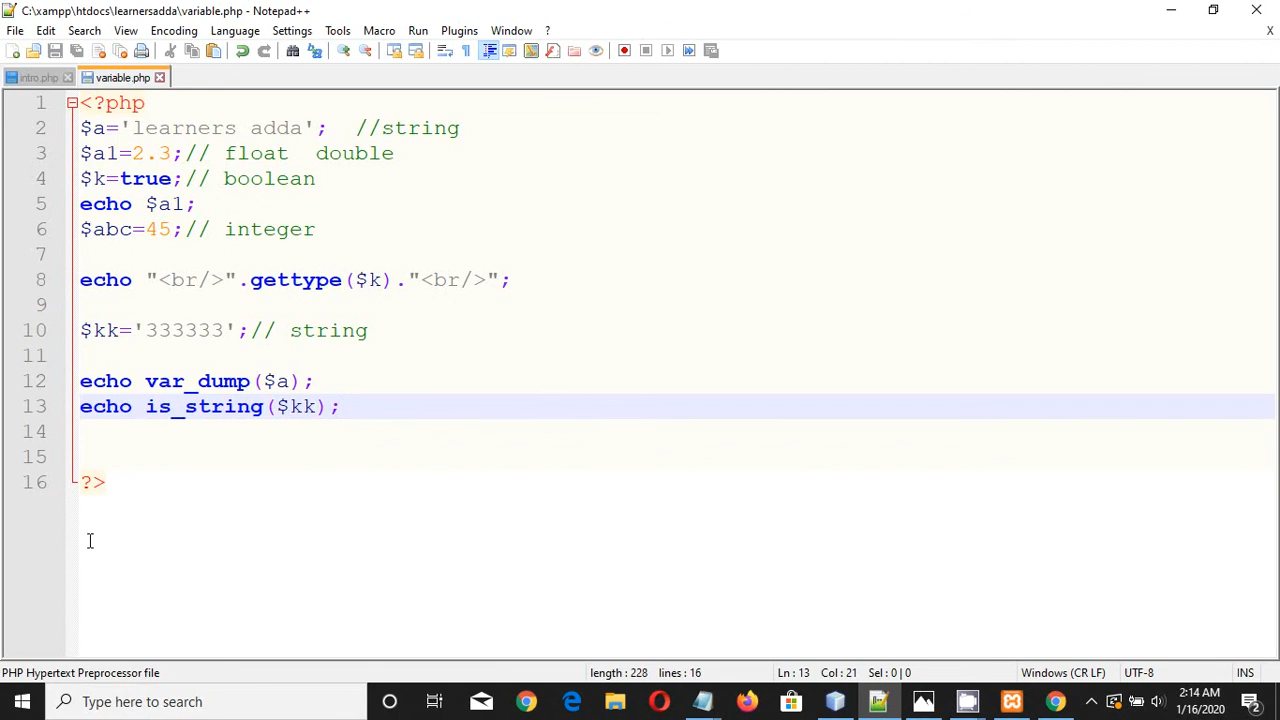 C:\xampp\htdocs\learnersadda\variable.php - Notepad++
File Edit Search View Encoding Language Settings Tools Macro Run Plugins Window ? X
intro.php variable.php
1 <?php
2 $a='learners adda';  //string
3 $a1=2.3;// float  double
4 $k=true;// boolean
5 echo $a1;
6 $abc=45;// integer
7
8 echo "<br/>".gettype($k)."<br/>";
9
10 $kk='333333';// string
11
12 echo var_dump($a);
13 echo is_string($kk);
14
15
16 ?>
PHP Hypertext Preprocessor file length : 228 lines : 16 Ln : 13 Col : 21 Sel : 0 | 0 Windows (CR LF) UTF-8 INS
Type here to search
2:14 AM
1/16/2020
2